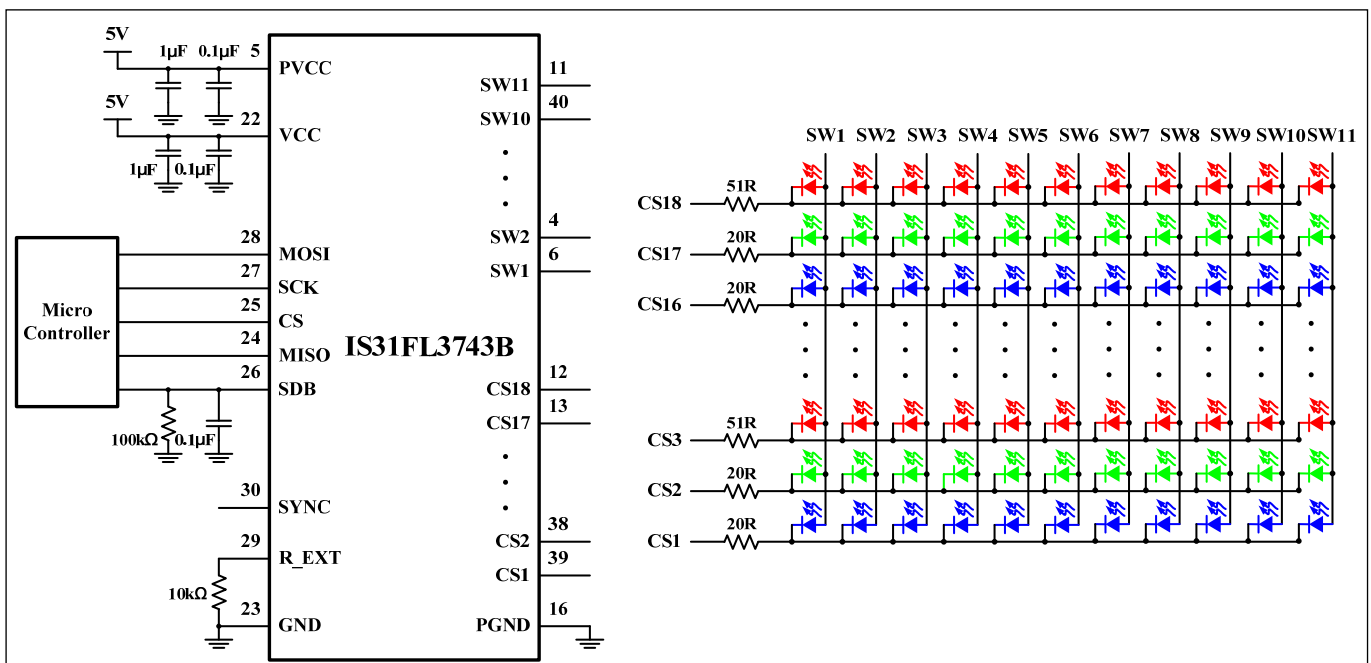 5V
1µF 0.1µF 5
PVCC
5V
22
VCC
1µF 0.1µF
Micro
Controller
28
MOSI
27
SCK
25
CS
24
MISO
26
SDB
100kΩ 0.1µF
30
SYNC
29
R_EXT
10kΩ
23
GND
IS31FL3743B
11
SW11
40
SW10
4
SW2
6
SW1
12
CS18
13
CS17
38
CS2
39
CS1
16
PGND
SW1 SW2 SW3 SW4 SW5 SW6 SW7 SW8 SW9 SW10 SW11
51R
CS18
20R
CS17
20R
CS16
51R
CS3
20R
CS2
20R
CS1